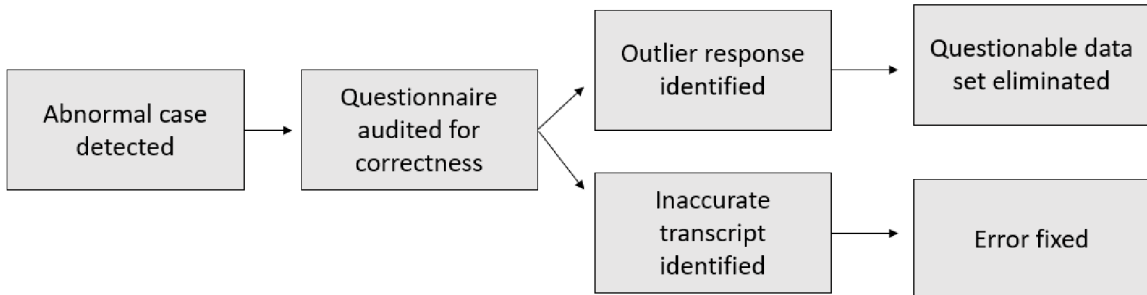 Abnormal case
detected
Questionnaire
audited for
correctness
Outlier response
identified
Questionable data
set eliminated
Inaccurate
transcript
identified
Error fixed